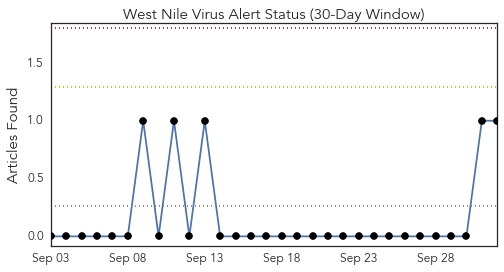 West Nile Virus Alert Status (30-Day Window)
Articles Found
1.5
1.0
0.5
0.0
Sep 03 Sep 08 Sep 13 Sep 18 Sep 23 Sep 28